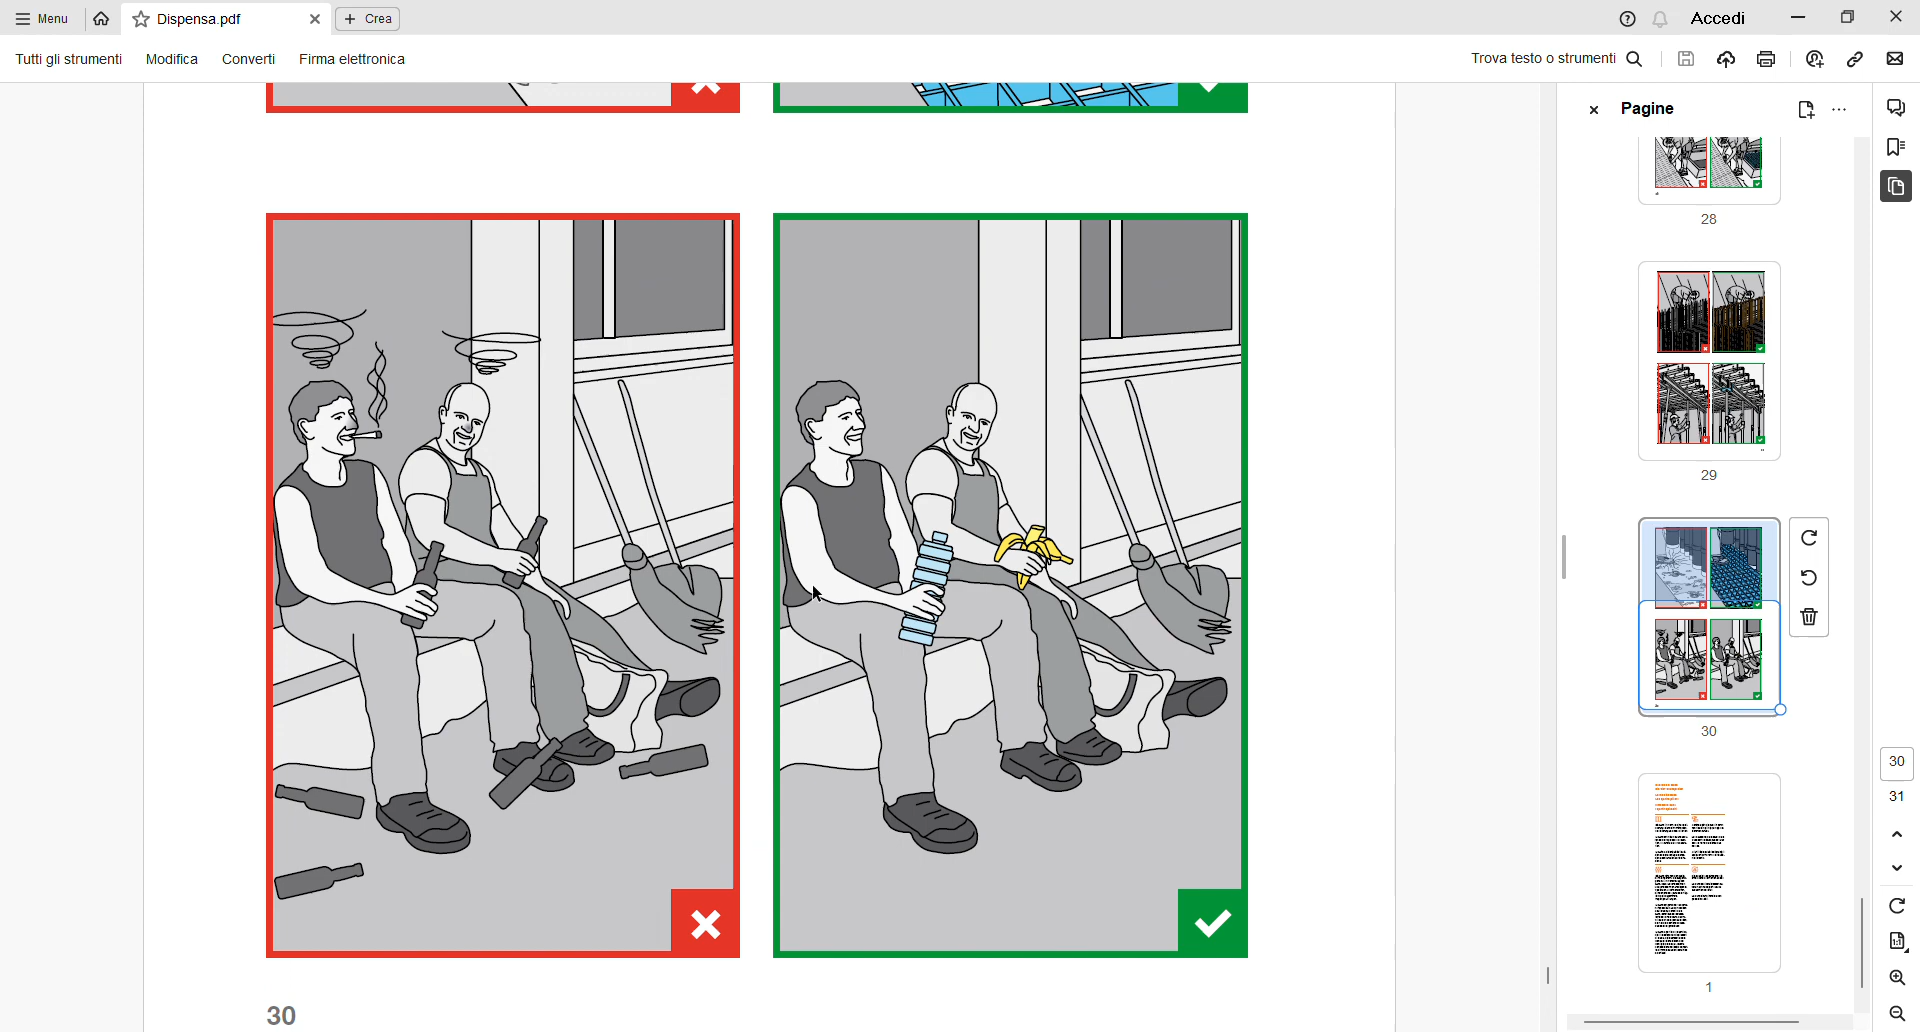 Menu
Dispensa.pdf
Crea
Accedi
Tutti gli strumenti
Modifica
Converti
Firma elettronica
Trova testo o strumenti
Pagine
28
29
30
1
30
31
30